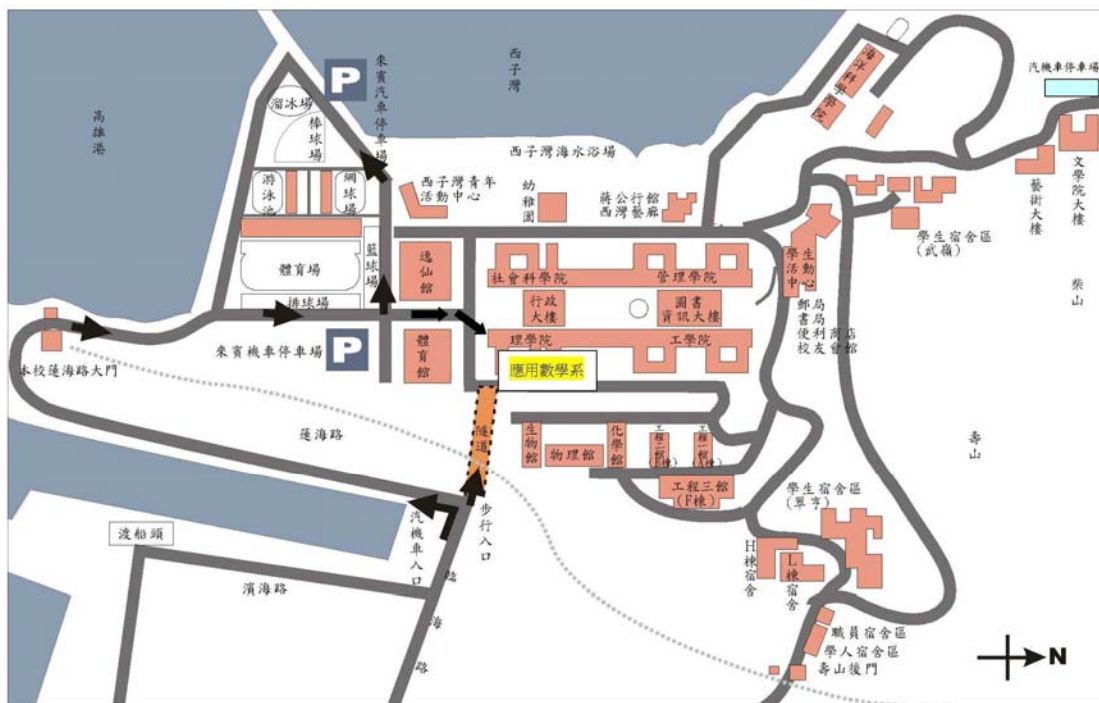 高雄港
溜冰場
棒球場
P
來賓汽車停車場
西子灣
西子灣海水浴場
海洋科學
學院
汽機車停車場
文學院大樓
藝術大樓
游泳池
網球場
西子灣青年
活動中心
幼稚園
蔣公行館
西灣藝廊
學生宿舍區
(武嶺)
柴山
體育場
籃球場
逸仙館
社會科學院
管理學院
學生
活動
中心
排球場
行政
大樓
圖書
資訊大樓
郵局
書局
便利商店
校友會館
來賓機車停車場
P
體育館
理學院
工學院
應用數學系
本校蓮海路大門
蓮海路
隧道
生物館
物理館
化學館
工程三館
(F棟)
壽山
學生宿舍區
(翠亨)
渡船頭
汽機車入口
步行入口
H棟宿舍
L棟宿舍
濱海路
臨海路
職員宿舍區
學人宿舍區
壽山後門
N